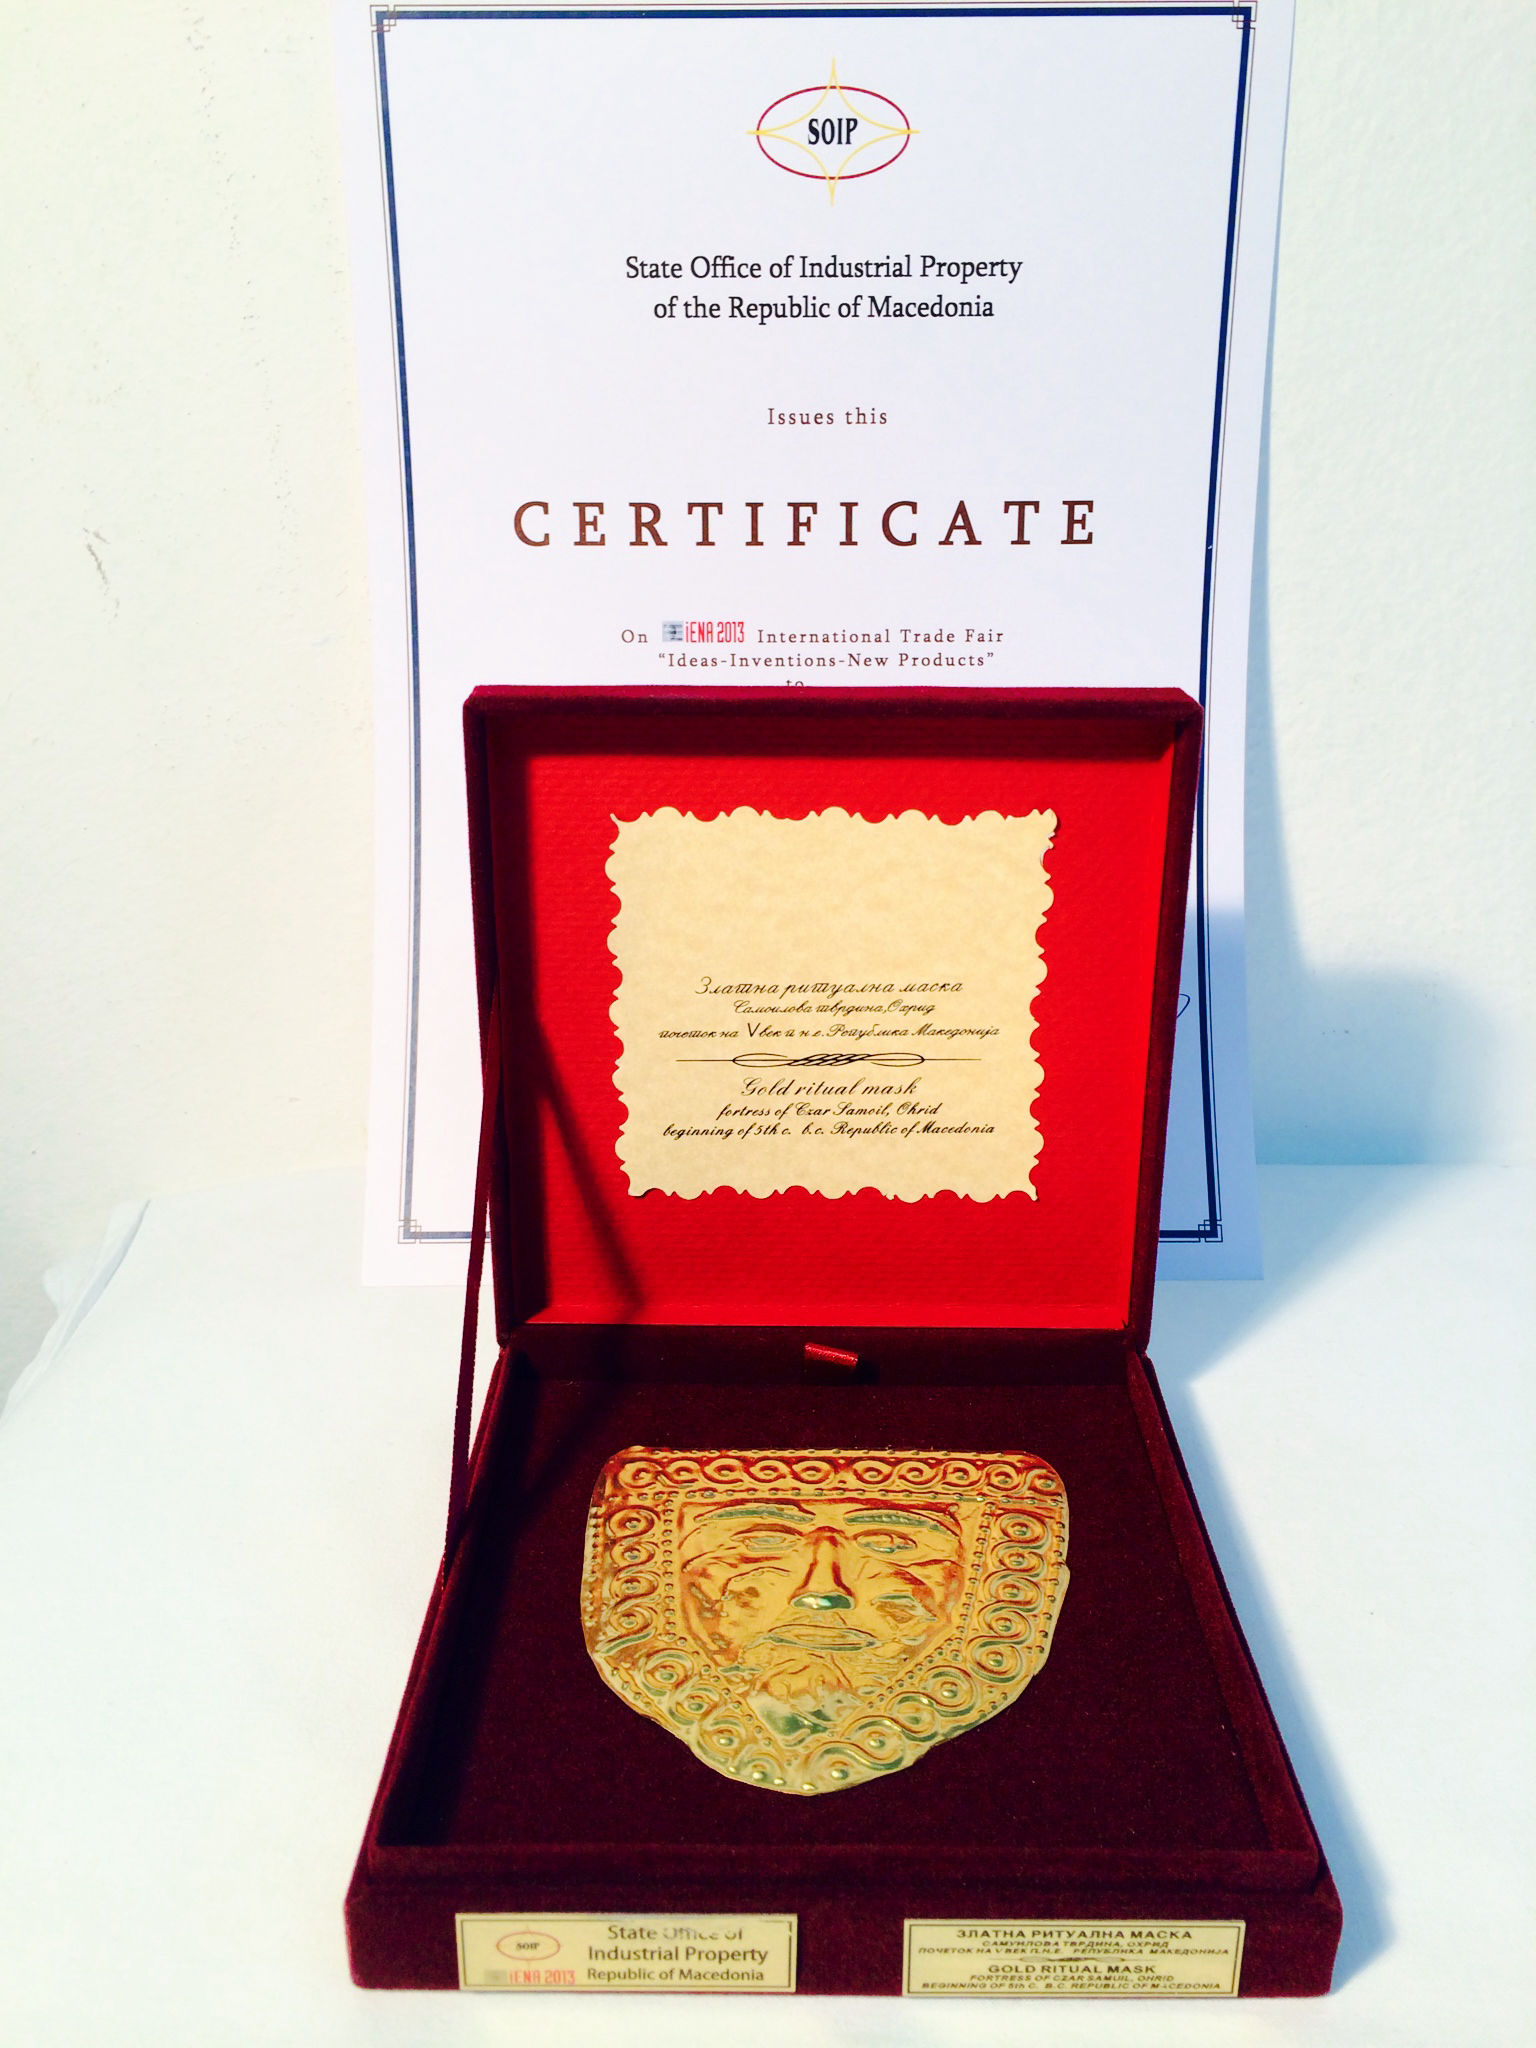 SOIP
State Office of Industrial Property
of the Republic of Macedonia
Issues this
CERTIFICATE
On iENA 2013 International Trade Fair
“Ideas-Inventions-New Products”
to
Златна ритуална маска
Самоилова тврдина, Охрид
почеток на V век п н.е. Република Македонија
Gold ritual mask
fortress of Czar Samoil, Ohrid
beginning of 5th c. b.c. Republic of Macedonia
SOIP
iENA 2013
State Office of
Industrial Property
Republic of Macedonia
ЗЛАТНА РИТУАЛНА МАСКА
САМУИЛОВА ТВРДИНА, ОХРИД
ПОЧЕТОК НА V ВЕК П.Н.Е. РЕПУБЛИКА МАКЕДОНИЈА
GOLD RITUAL MASK
FORTRESS OF CZAR SAMUIL, OHRID
BEGINNING OF 5th C. B.C. REPUBLIC OF MACEDONIA